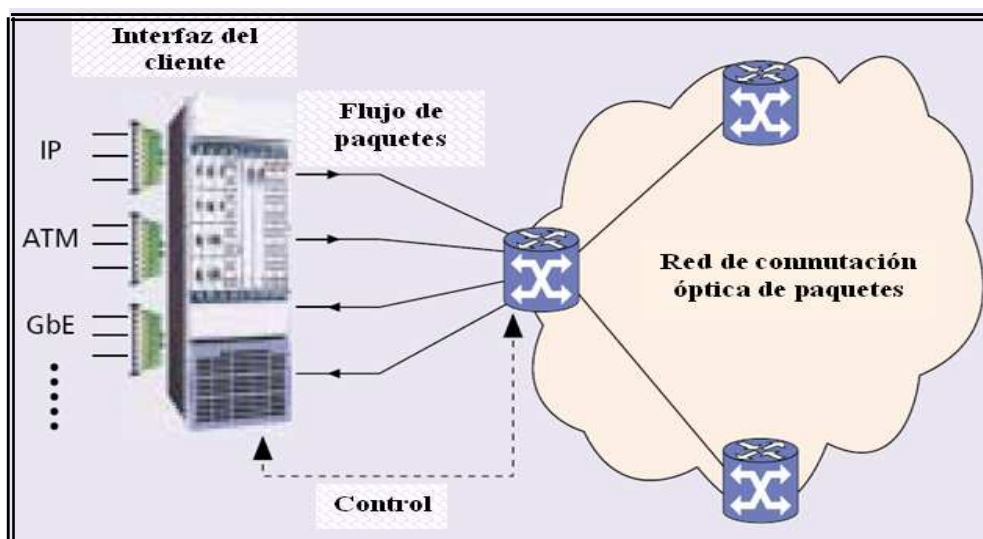 Interfaz del
cliente
Flujo de
paquetes
IP
ATM
GbE
Red de conmutación
óptica de paquetes
Control